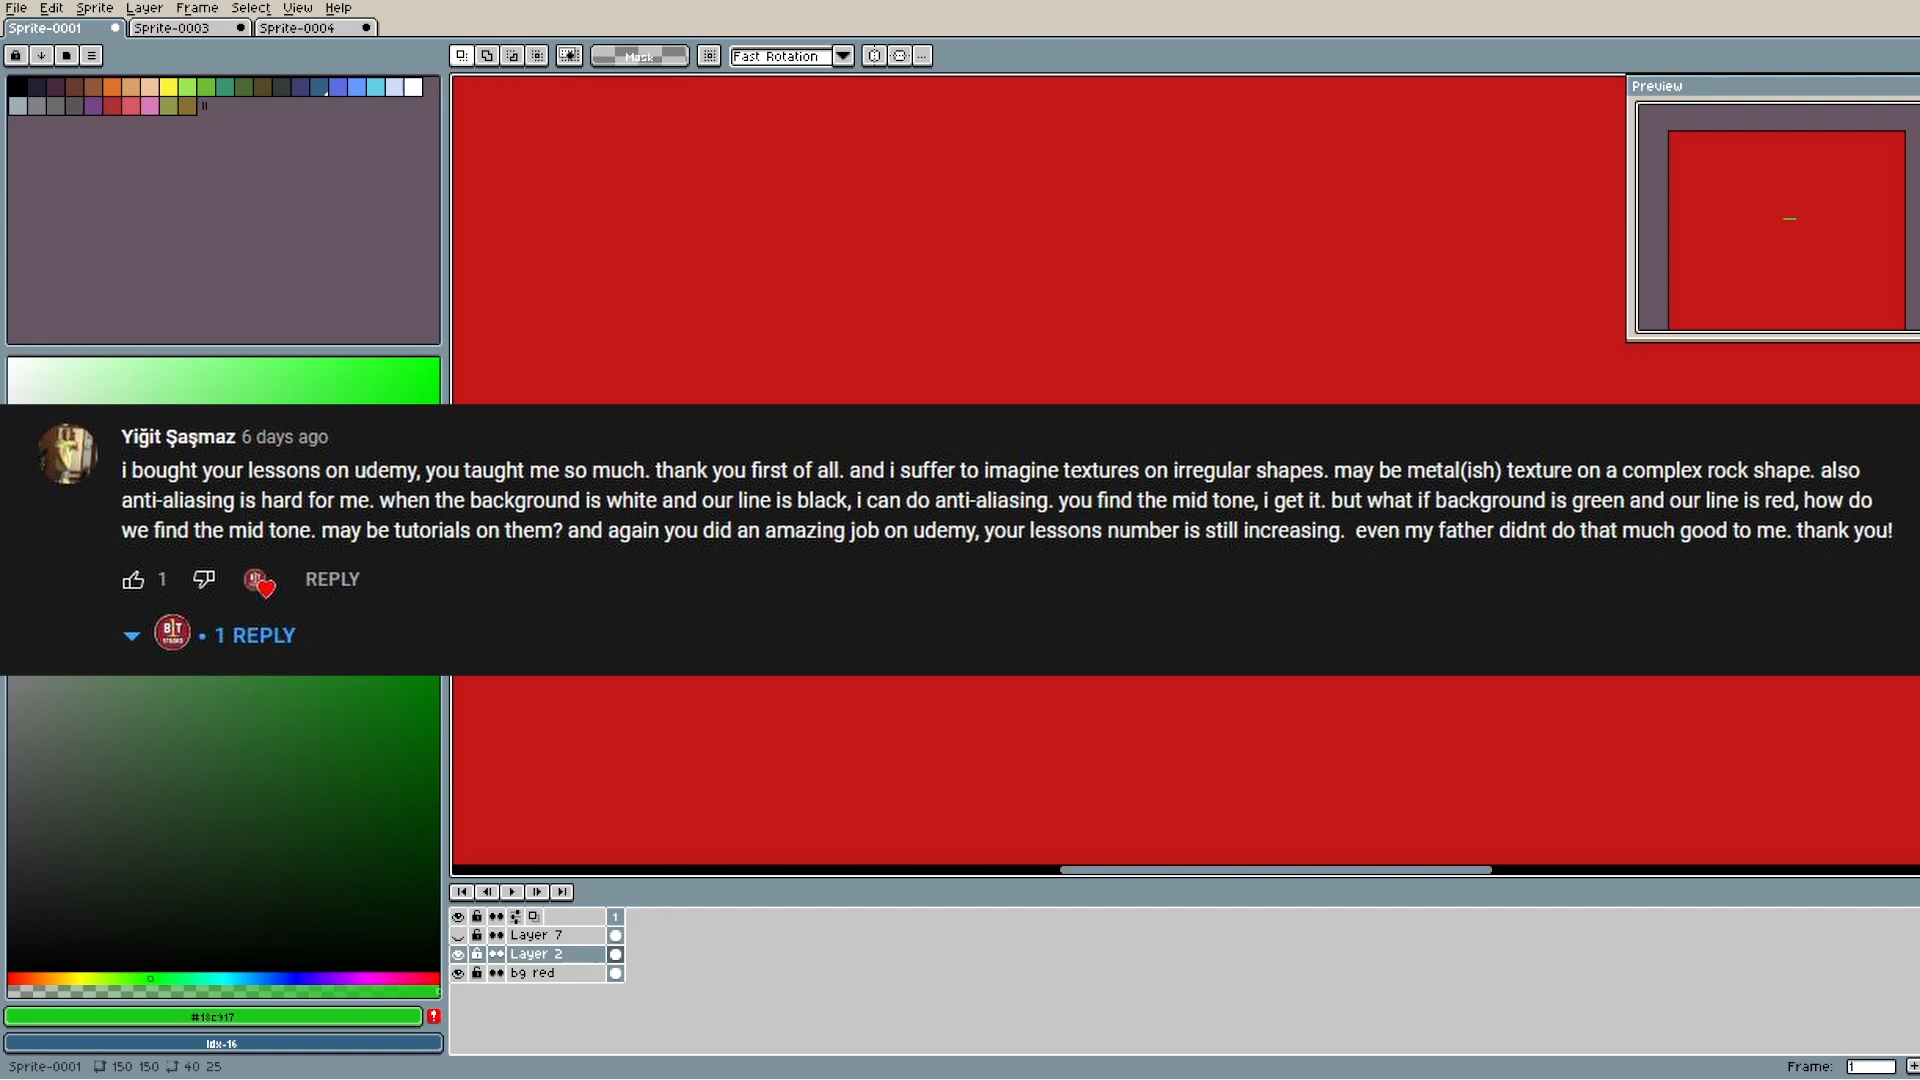 File Edit Sprite Layer Frame Select View Help
Sprite-0001 Sprite-0003 Sprite-0004
Mask Fast Rotation
Preview
Yiğit Şaşmaz 6 days ago
i bought your lessons on udemy, you taught me so much. thank you first of all. and i suffer to imagine textures on irregular shapes. may be metal(ish) texture on a complex rock shape. also
anti-aliasing is hard for me. when the background is white and our line is black, i can do anti-aliasing. you find the mid tone, i get it. but what if background is green and our line is red, how do
we find the mid tone. may be tutorials on them? and again you did an amazing job on udemy, your lessons number is still increasing. even my father didnt do that much good to me. thank you!
1 REPLY
B1T • 1 REPLY
1
Layer 7
Layer 2
bg red
#18c917
Idx-16
Sprite-0001 150 150 40 25
Frame: 1